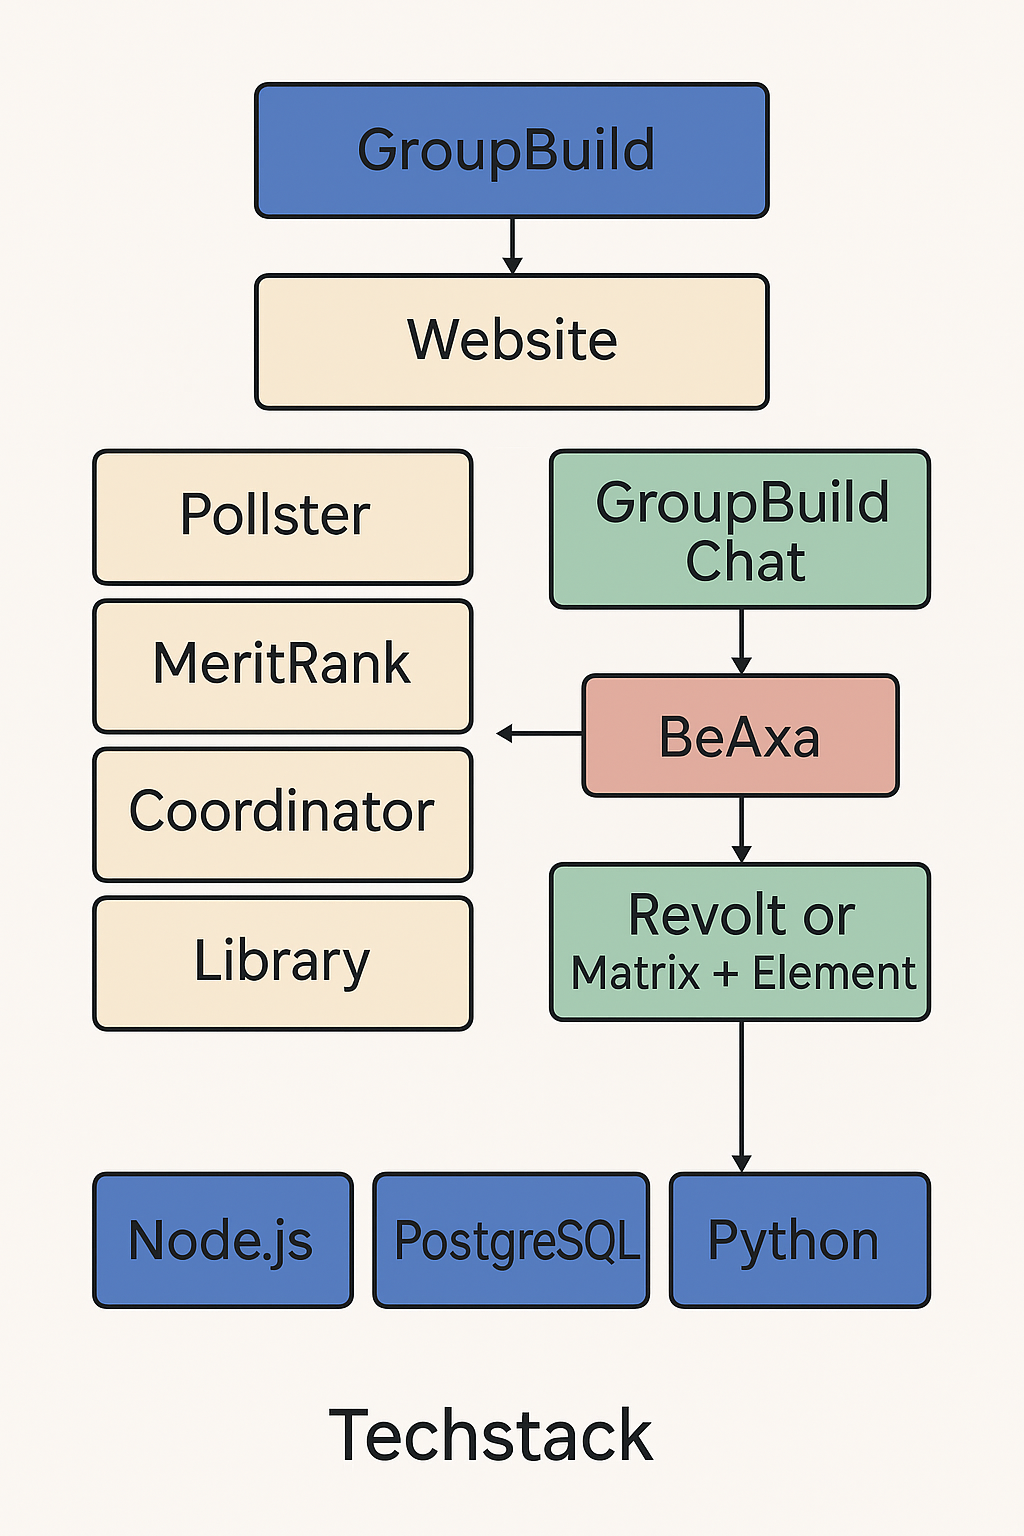 GroupBuild
Website
Pollster
MeritRank
Coordinator
Library
GroupBuild
Chat
BeAxa
Revolt or
Matrix + Element
Node.js
PostgreSQL
Python
Techstack